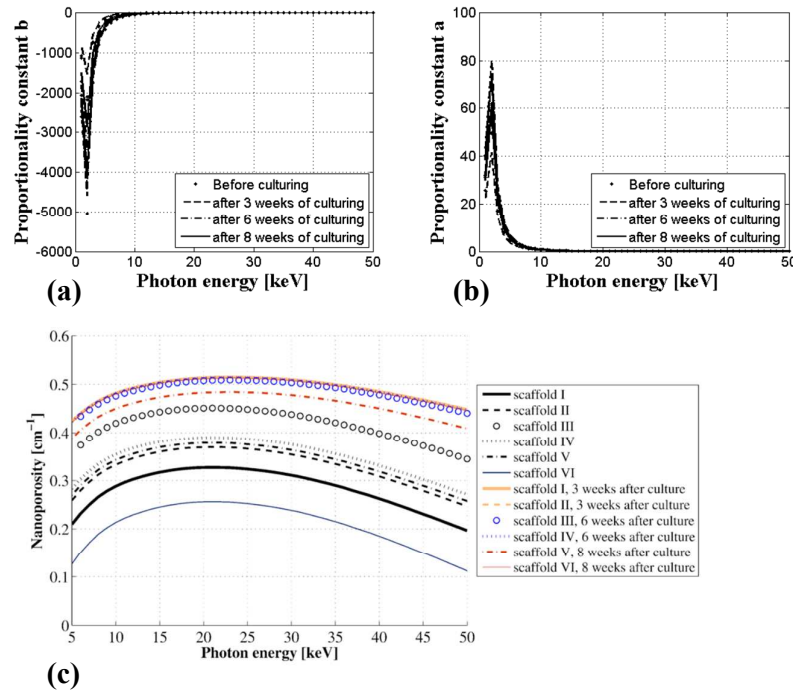 Proportionality constant b
0
-1000
-2000
-3000
-4000
-5000
-6000
0 10 20 30 40 50
Photon energy [keV]
Before culturing
after 3 weeks of culturing
after 6 weeks of culturing
after 8 weeks of culturing
(a)
Proportionality constant a
100
80
60
40
20
0
0 10 20 30 40 50
Photon energy [keV]
Before culturing
after 3 weeks of culturing
after 6 weeks of culturing
after 8 weeks of culturing
(b)
Nanoporosity [cm⁻¹]
0.6
0.5
0.4
0.3
0.2
0.1
0
5 10 15 20 25 30 35 40 45 50
Photon energy [keV]
scaffold I
scaffold II
scaffold III
scaffold IV
scaffold V
scaffold VI
scaffold I, 3 weeks after culture
scaffold II, 3 weeks after culture
scaffold III, 6 weeks after culture
scaffold IV, 6 weeks after culture
scaffold V, 8 weeks after culture
scaffold VI, 8 weeks after culture
(c)